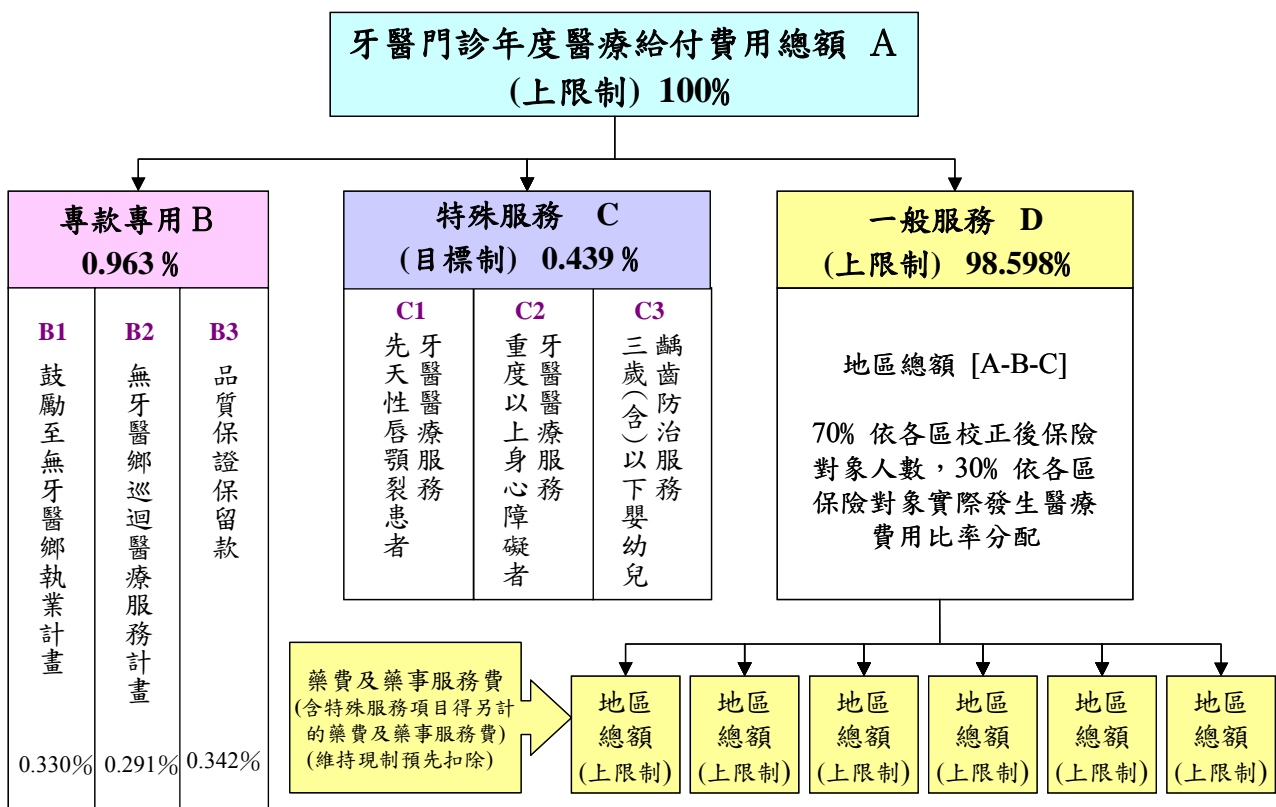 牙醫門診年度醫療給付費用總額 A
(上限制) 100%
專款專用B
0.963%
B1
鼓勵至無牙醫鄉執業計畫
0.330%
B2
無牙醫鄉巡迴醫療服務計畫
0.291%
B3
品質保證保留款
0.342%
特殊服務 C
(目標制) 0.439%
C1
牙醫醫療服務
先天性唇顎裂患者
C2
牙醫醫療服務
重度以上身心障礙者
C3
齲齒防治服務
三歲(含)以下嬰幼兒
一般服務 D
(上限制) 98.598%
地區總額 [A-B-C]
70% 依各區校正後保險
對象人數，30% 依各區
保險對象實際發生醫療
費用比率分配
藥費及藥事服務費
(含特殊服務項目得另計
的藥費及藥事服務費)
(維持現制預先扣除)
地區
總額
(上限制)
地區
總額
(上限制)
地區
總額
(上限制)
地區
總額
(上限制)
地區
總額
(上限制)
地區
總額
(上限制)